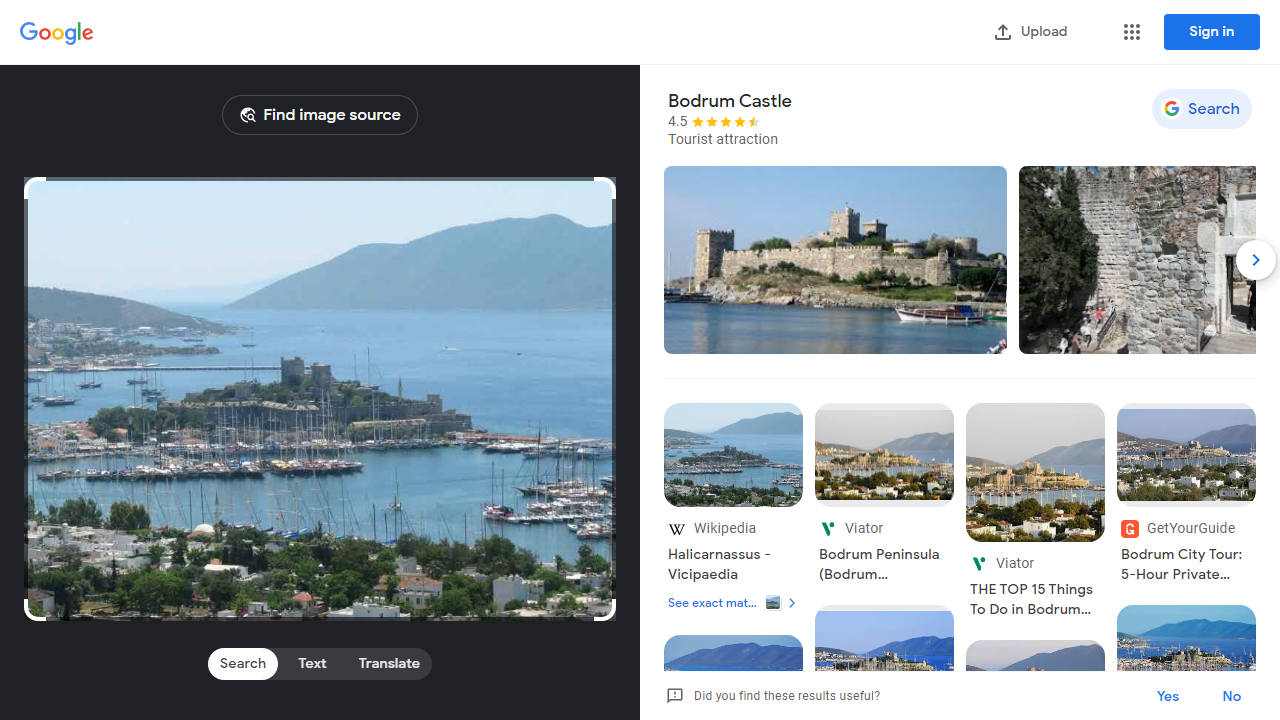 Google
Upload
Sign in
Find image source
Search
Text
Translate
Bodrum Castle
4.5
Tourist attraction
Search
Wikipedia
Halicarnassus -
Vicipaedia
See exact mat...
Viator
Bodrum Peninsula
(Bodrum...
Viator
THE TOP 15 Things
To Do in Bodrum...
GetYourGuide
Bodrum City Tour:
5-Hour Private...
Did you find these results useful?
Yes
No